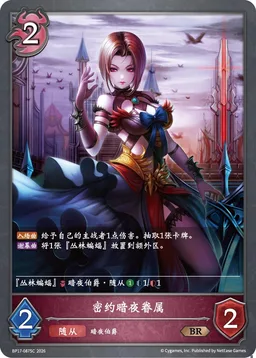 2
入场曲 给予自己的主战者1点伤害。抽取1张卡牌。
谢幕曲 将1张『丛林蝙蝠』放置到额外区。
『丛林蝙蝠』 暗夜伯爵・随从 1 1/1
密约暗夜眷属
2 随从 暗夜伯爵 BR 2
BP17-087SC 2035 © Cygames, Inc. Published by NetEase Games